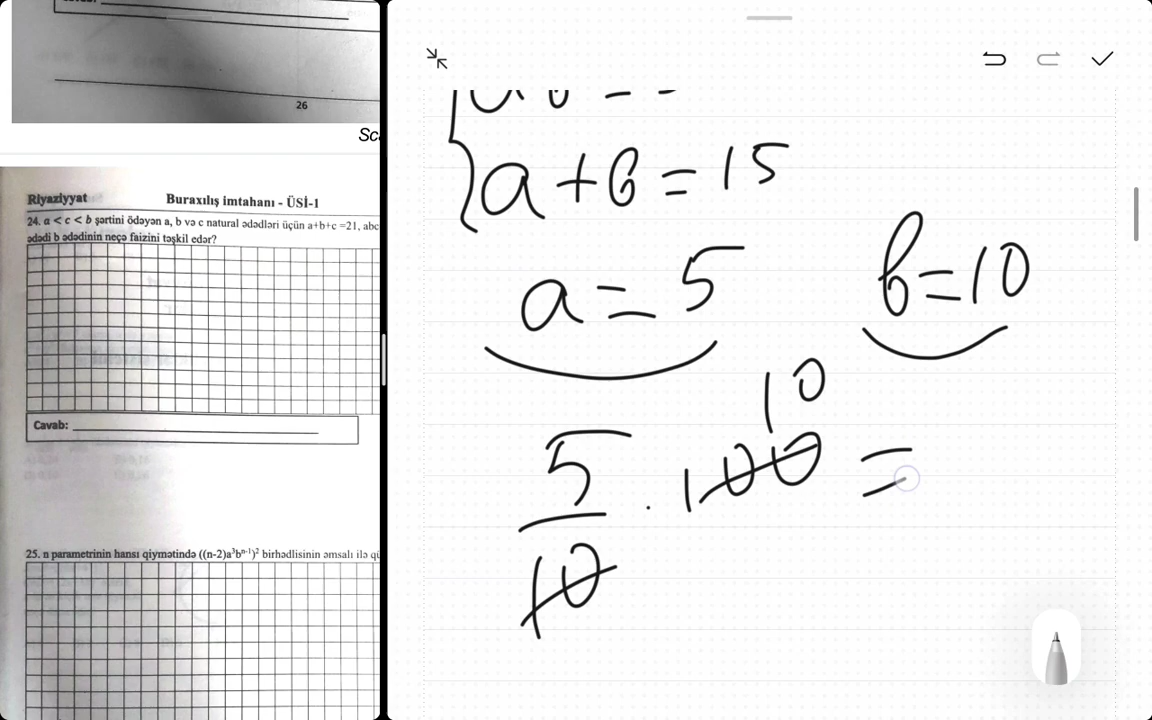 26
Sc
Riyaziyyat
Buraxılış imtahanı - ÜSİ-1
24. a < c < b şərtini ödəyən a, b və c natural ədədləri üçün a+b+c =21, abc
ədədi b ədədinin neçə faizini təşkil edər?
Cavab:
25. n parametrinin hansı qiymətində ((n-2)a³bⁿ⁻¹)² birhədlisinin əmsalı ilə
a + b = 15
a = 5
b = 10
10
5
. 100 =
10